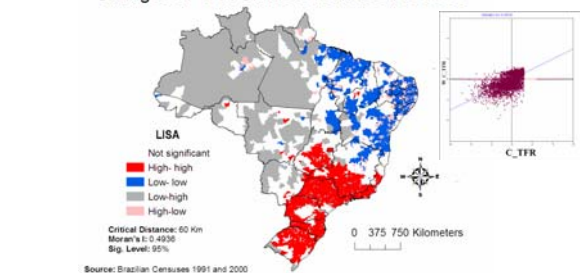 LISA
Not significant
High- high
Low- low
Low-high
High-low
Critical Distance: 60 Km
Moran's I: 0.4936
Sig. Level: 95%
Source: Brazilian Censuses 1991 and 2000
0 375 750 Kilometers
N
C_TFR